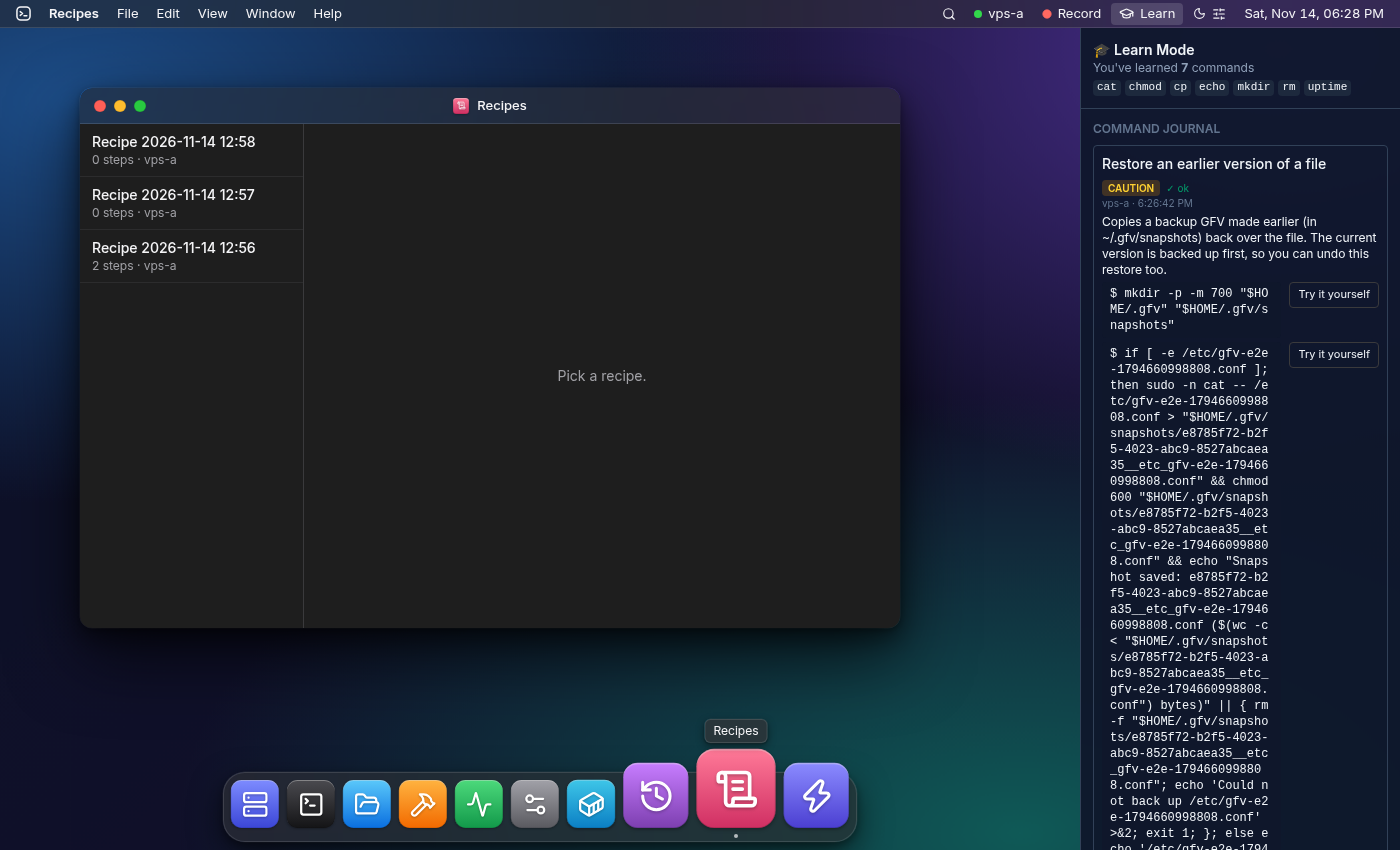 Recipes File Edit View Window Help
vps-a Record Learn Sat, Nov 14, 06:28 PM
Recipes
Recipe 2026-11-14 12:58
0 steps · vps-a
Recipe 2026-11-14 12:57
0 steps · vps-a
Recipe 2026-11-14 12:56
2 steps · vps-a
Pick a recipe.
Recipes
🎓 Learn Mode
You've learned 7 commands
cat chmod cp echo mkdir rm uptime
COMMAND JOURNAL
Restore an earlier version of a file
CAUTION ✓ ok
vps-a · 6:26:42 PM
Copies a backup GFV made earlier (in
~/.gfv/snapshots) back over the file. The current
version is backed up first, so you can undo this
restore too.
$ mkdir -p -m 700 "$HO
ME/.gfv" "$HOME/.gfv/s
napshots"
Try it yourself
$ if [ -e /etc/gfv-e2e
-1794660998808.conf ];
then sudo -n cat -- /e
tc/gfv-e2e-17946609988
08.conf > "$HOME/.gfv/
snapshots/e8785f72-b2f
5-4023-abc9-8527abcaea
35__etc_gfv-e2e-179466
0998808.conf" && chmod
600 "$HOME/.gfv/snapsh
ots/e8785f72-b2f5-4023
-abc9-8527abcaea35__et
c_gfv-e2e-179466099880
8.conf" && echo "Snaps
hot saved: e8785f72-b2
f5-4023-abc9-8527abcae
a35__etc_gfv-e2e-17946
60998808.conf ($(wc -c
< "$HOME/.gfv/snapshot
s/e8785f72-b2f5-4023-a
bc9-8527abcaea35__etc_
gfv-e2e-1794660998808.
conf") bytes)" || { rm
-f "$HOME/.gfv/snapsho
ts/e8785f72-b2f5-4023-
abc9-8527abcaea35__etc
_gfv-e2e-179466099880
8.conf"; echo 'Could n
ot back up /etc/gfv-e2
e-1794660998808.conf'
>&2; exit 1; }; else e
cho '/etc/gfv-e2e-1794
Try it yourself